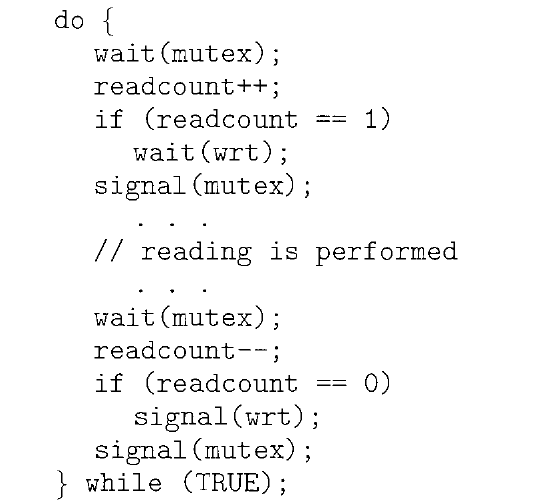 do {
wait(mutex);
readcount++;
if (readcount == 1)
wait(wrt);
signal(mutex);
. . .
// reading is performed
. . .
wait(mutex);
readcount--;
if (readcount == 0)
signal(wrt);
signal(mutex);
} while (TRUE);